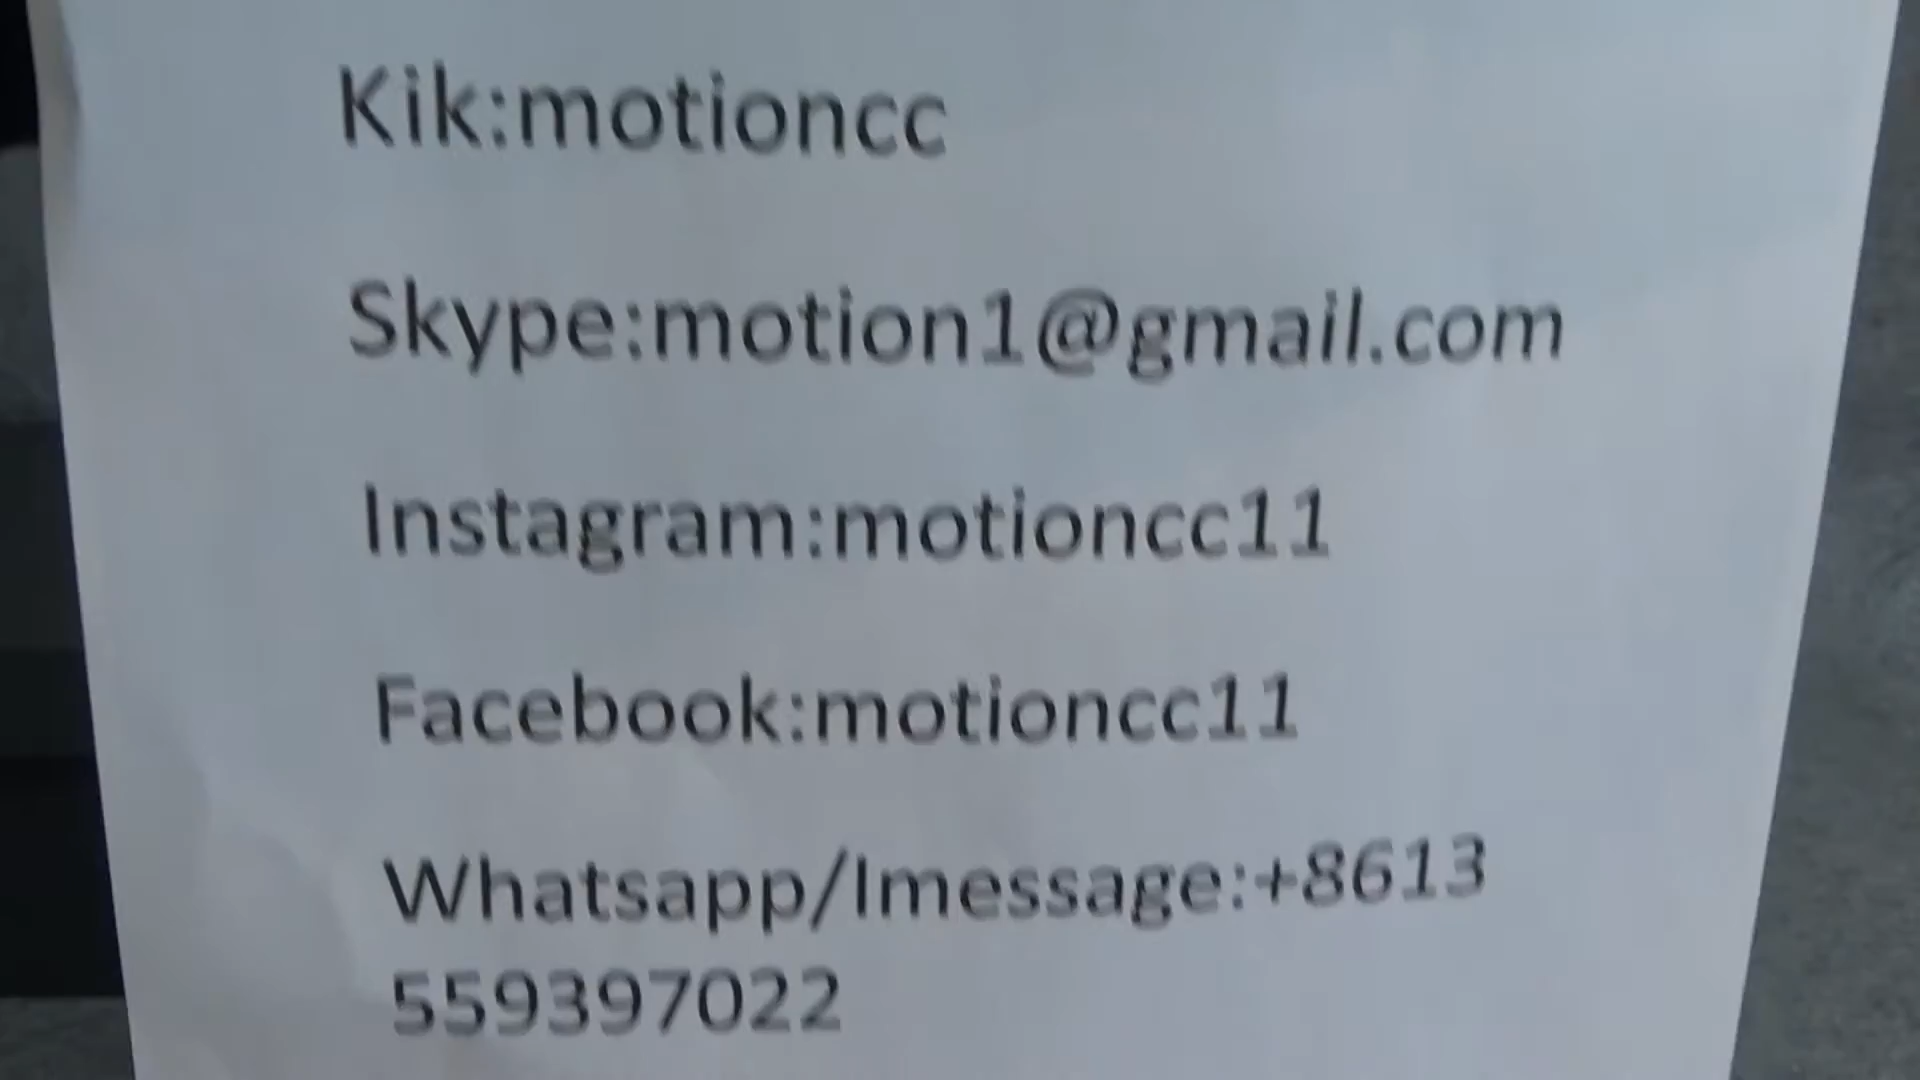 Kik:motioncc
Skype:motion1@gmail.com
Instagram:motioncc11
Facebook:motioncc11
Whatsapp/Imessage:+8613
559397022